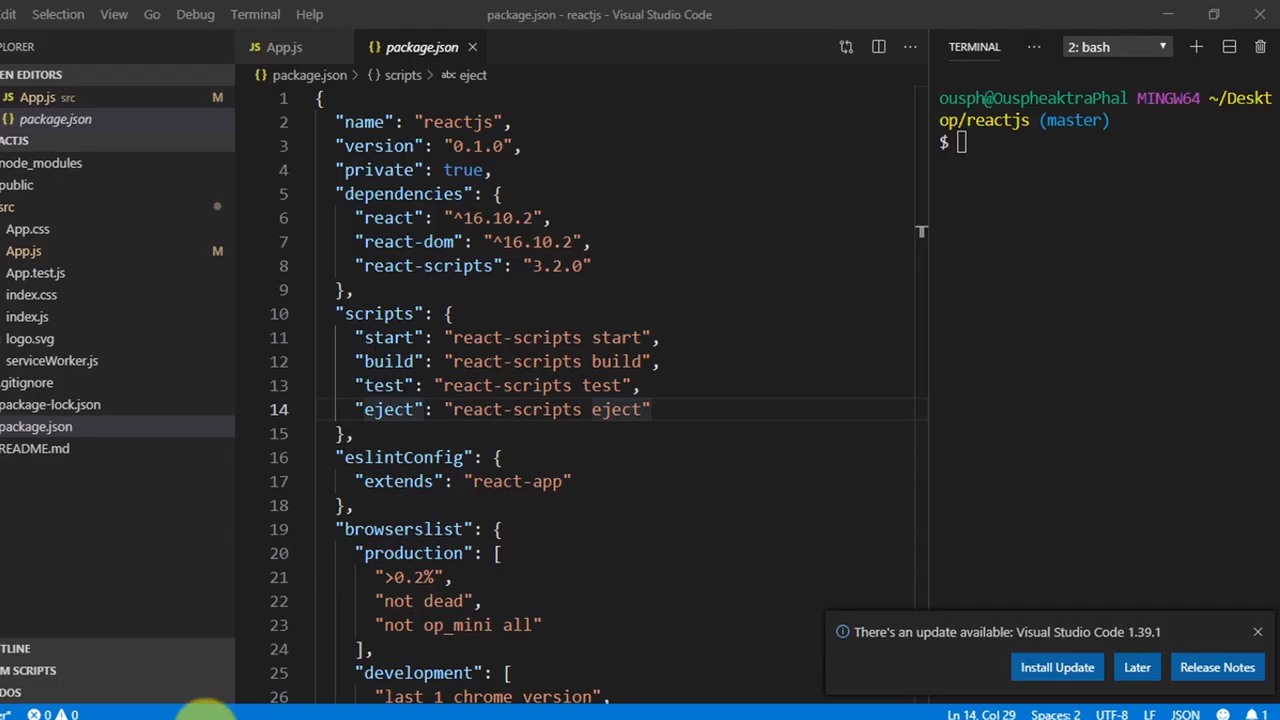 Edit Selection View Go Debug Terminal Help
package.json - reactjs - Visual Studio Code
PLORER
EN EDITORS
App.js src M
{} package.json
ACTJS
node_modules
public
src
App.css
App.js M
App.test.js
index.css
index.js
logo.svg
serviceWorker.js
.gitignore
package-lock.json
package.json
README.md
TLINE
M SCRIPTS
DOS
JS App.js
{} package.json
{} package.json > {} scripts > abc eject
1 {
2 "name": "reactjs",
3 "version": "0.1.0",
4 "private": true,
5 "dependencies": {
6 "react": "^16.10.2",
7 "react-dom": "^16.10.2",
8 "react-scripts": "3.2.0"
9 },
10 "scripts": {
11 "start": "react-scripts start",
12 "build": "react-scripts build",
13 "test": "react-scripts test",
14 "eject": "react-scripts eject"
15 },
16 "eslintConfig": {
17 "extends": "react-app"
18 },
19 "browserslist": {
20 "production": [
21 ">0.2%",
22 "not dead",
23 "not op_mini all"
24 ],
25 "development": [
26 "last 1 chrome version",
TERMINAL ... 2: bash
ousph@OuspheaktraPhal MINGW64 ~/Deskt
op/reactjs (master)
$
There's an update available: Visual Studio Code 1.39.1
Install Update Later Release Notes
r* 0 0
Ln 14, Col 29 Spaces: 2 UTF-8 LF JSON 1